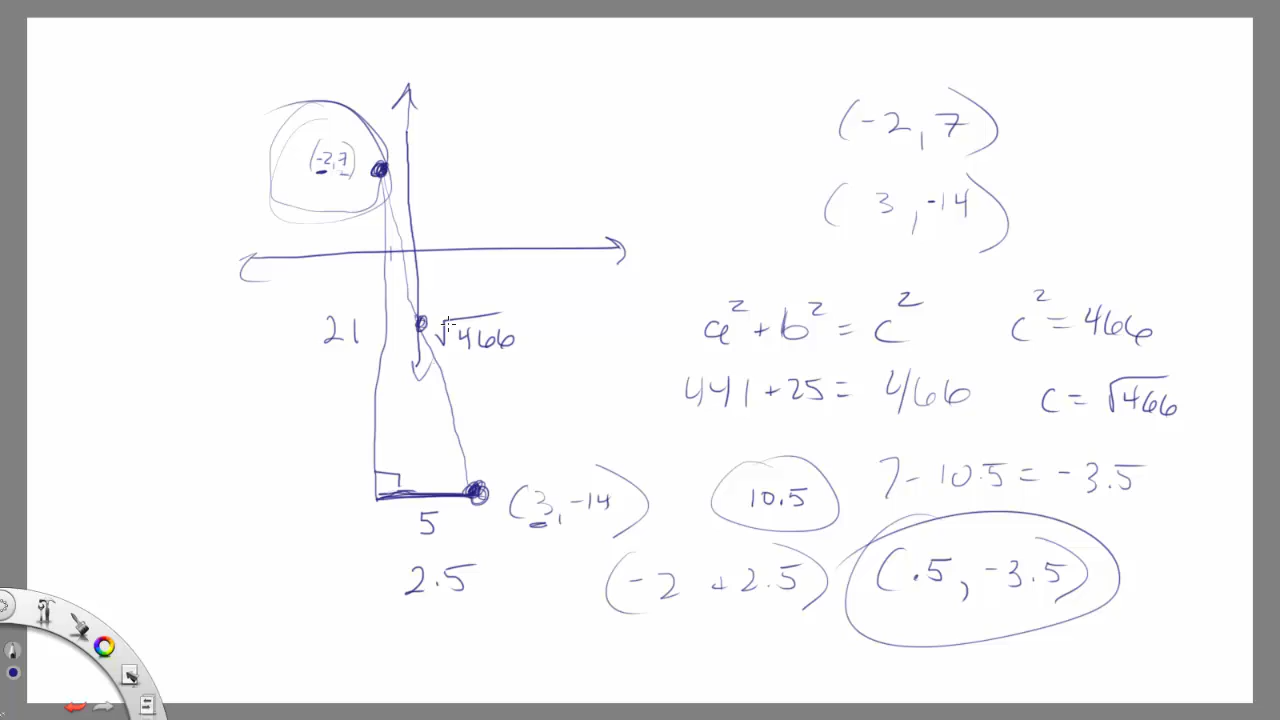 (-2, 7)
(3, -14)
(-2,7)
21
√466
a² + b² = c²
c² = 466
441 + 25 = 466
c = √466
(3, -14)
5
10.5
7 - 10.5 = -3.5
2.5
(-2 + 2.5)
(.5, -3.5)